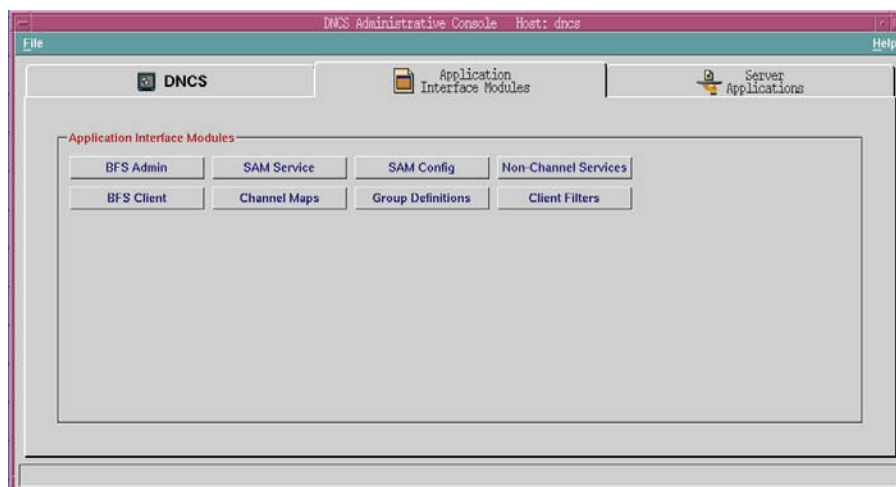 DNCS Administrative Console Host: dncs
File Help
DNCS
Application
Interface Modules
Server
Applications
Application Interface Modules
BFS Admin SAM Service SAM Config Non-Channel Services
BFS Client Channel Maps Group Definitions Client Filters